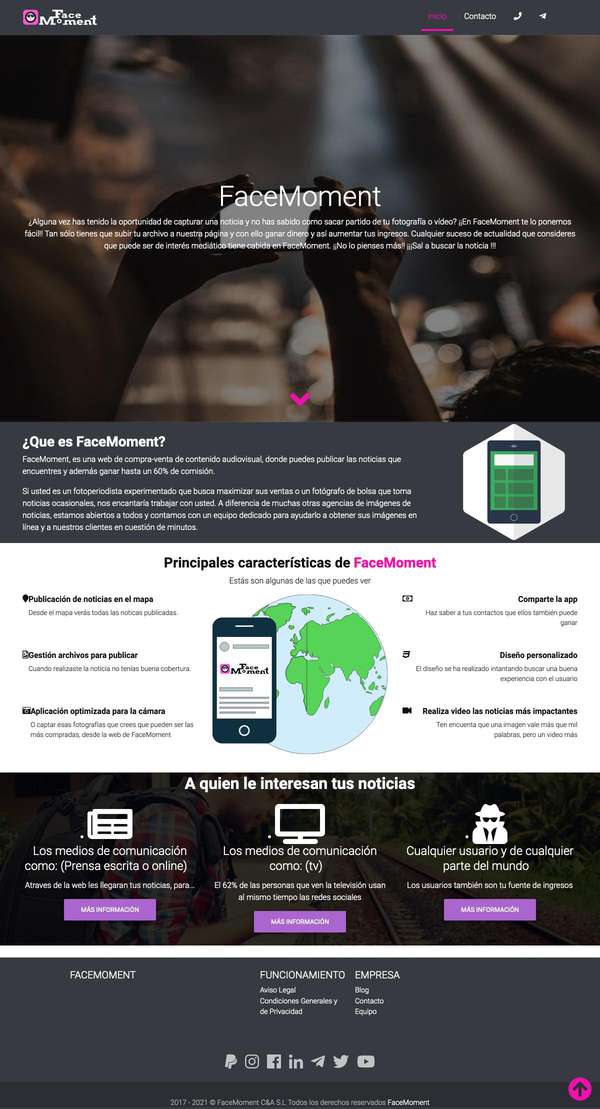 Face
Moment
Inicio
Contacto
FaceMoment
¿Alguna vez has tenido la oportunidad de capturar una noticia y no has sabido como sacar partido de tu fotografía o vídeo? ¡¡En FaceMoment te lo ponemos
fácil!! Tan sólo tienes que subir tu archivo a nuestra página y con ello ganar dinero y así aumentar tus ingresos. Cualquier suceso de actualidad que consideres
que puede ser de interés mediático tiene cabida en FaceMoment. ¡¡No lo pienses más!! ¡¡¡Sal a buscar la noticia !!!
¿Que es FaceMoment?
FaceMoment, es una web de compra-venta de contenido audiovisual, donde puedes publicar las noticias que
encuentres y además ganar hasta un 60% de comisión.
Si usted es un fotoperiodista experimentado que busca maximizar sus ventas o un fotógrafo de bolsa que toma
noticias ocasionales, nos encantaría trabajar con usted. A diferencia de muchas otras agencias de imágenes de
noticias, estamos abiertos a todos y contamos con un equipo dedicado para ayudarlo a obtener sus imágenes en
línea y a nuestros clientes en cuestión de minutos.
Principales características de FaceMoment
Estás son algunas de las que puedes ver
Publicación de noticias en el mapa
Desde el mapa verás todas las noticas publicadas.
Gestión archivos para publicar
Cuando realizaste la noticia no tenías buena cobertura.
Aplicación optimizada para la cámara
O captar esas fotografías que crees que pueden ser las
más compradas, desde la web de FaceMoment
Face
Moment
Comparte la app
Haz saber a tus contactos que ellos también puede
ganar
Diseño personalizado
El diseño se ha realizado intantando buscar una buena
experiencia con el usuario
Realiza video las noticias más impactantes
Ten encuenta que una imagen vale más que mil
palabras, pero un video más
A quien le interesan tus noticias
Los medios de comunicación
como: (Prensa escrita o online)
Atraves de la web les llegaran tus noticias, para...
MÁS INFORMACIÓN
Los medios de comunicación
como: (tv)
El 62% de las personas que ven la televisión usan
al mismo tiempo las redes sociales
MÁS INFORMACIÓN
Cualquier usuario y de cualquier
parte del mundo
Los usuarios también son tu fuente de ingresos
MÁS INFORMACIÓN
FACEMOMENT
FUNCIONAMIENTO
Aviso Legal
Condiciones Generales y
de Privacidad
EMPRESA
Blog
Contacto
Equipo
2017 - 2021 © FaceMoment C&A S.L Todos los derechos reservados FaceMoment